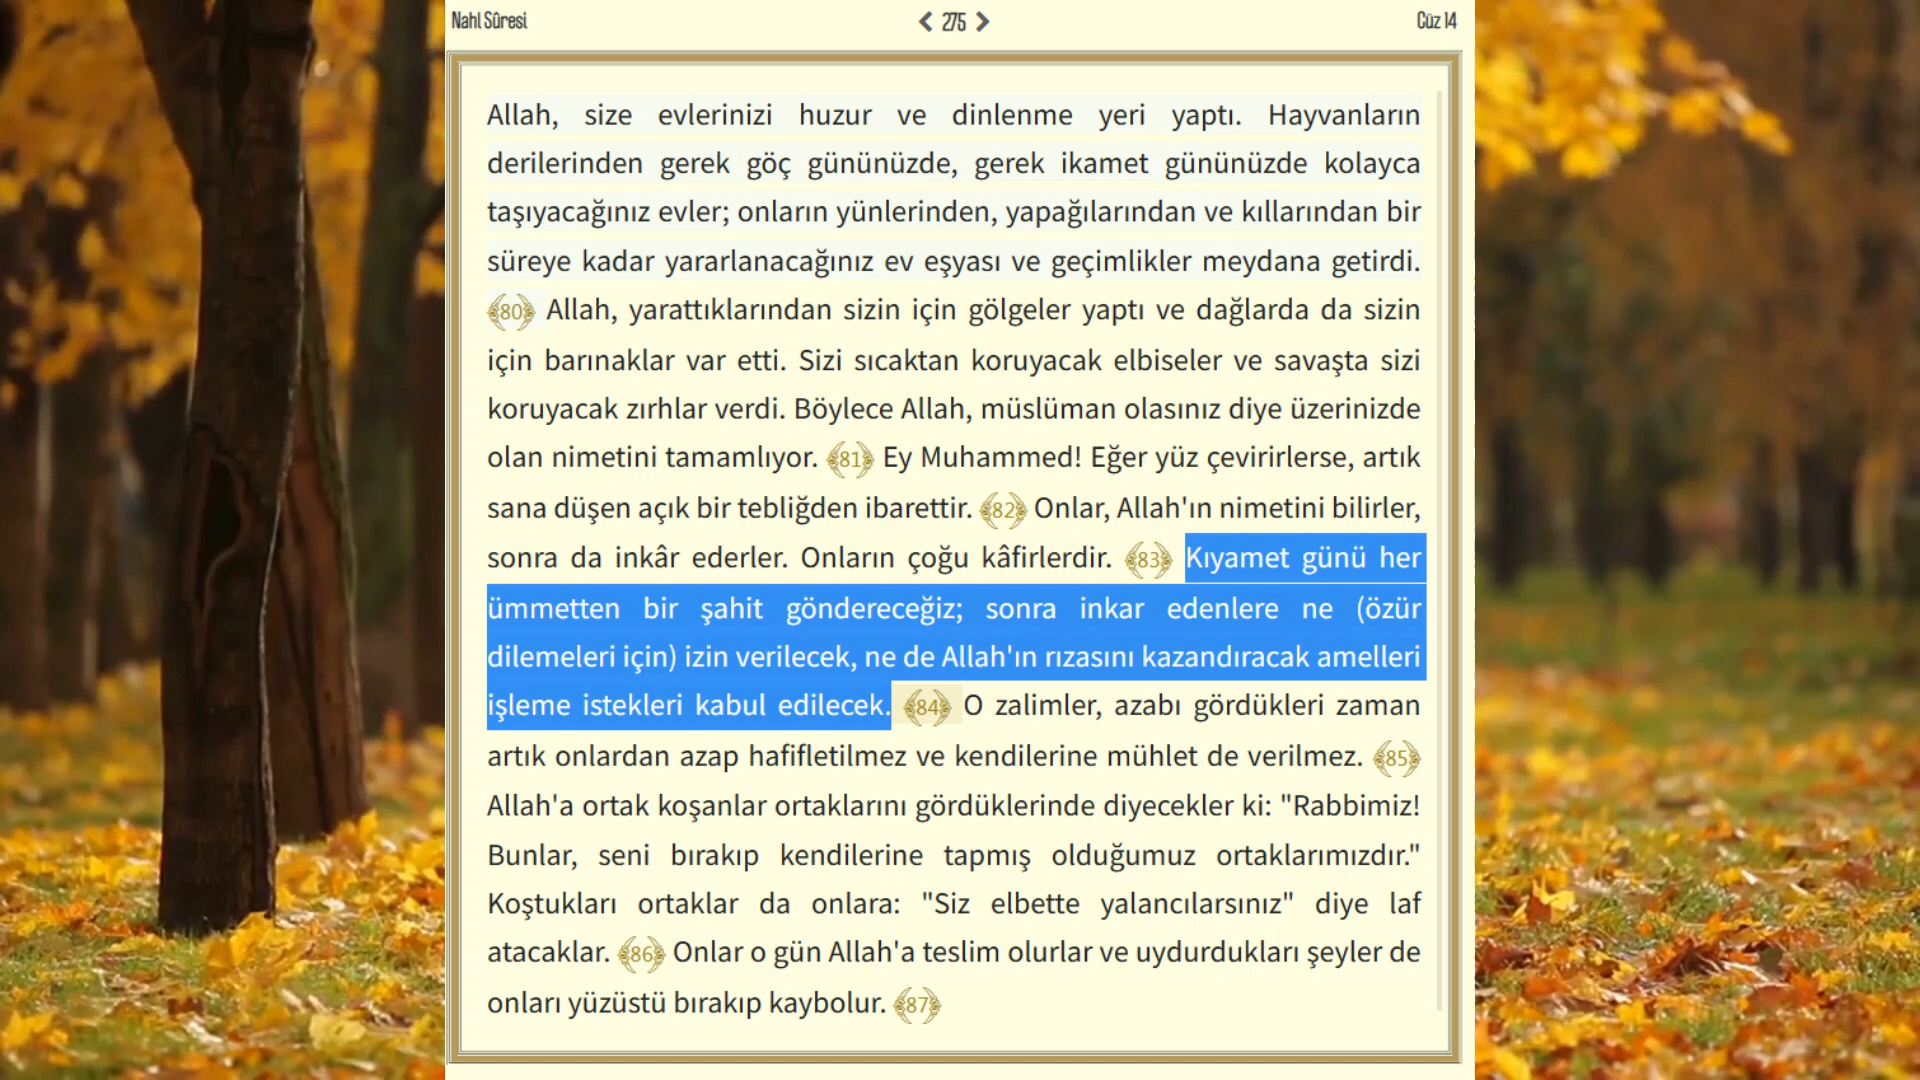 Nahl Sûresi
275
Cüz 14
Allah, size evlerinizi huzur ve dinlenme yeri yaptı. Hayvanların
derilerinden gerek göç gününüzde, gerek ikamet gününüzde kolayca
taşıyacağınız evler; onların yünlerinden, yapağılarından ve kıllarından bir
süreye kadar yararlanacağınız ev eşyası ve geçimlikler meydana getirdi.
80 Allah, yarattıklarından sizin için gölgeler yaptı ve dağlarda da sizin
için barınaklar var etti. Sizi sıcaktan koruyacak elbiseler ve savaşta sizi
koruyacak zırhlar verdi. Böylece Allah, müslüman olasınız diye üzerinizde
olan nimetini tamamlıyor. 81 Ey Muhammed! Eğer yüz çevirirlerse, artık
sana düşen açık bir tebliğden ibarettir. 82 Onlar, Allah'ın nimetini bilirler,
sonra da inkâr ederler. Onların çoğu kâfirlerdir. 83 Kıyamet günü her
ümmetten bir şahit göndereceğiz; sonra inkar edenlere ne (özür
dilemeleri için) izin verilecek, ne de Allah'ın rızasını kazandıracak amelleri
işleme istekleri kabul edilecek. 84 O zalimler, azabı gördükleri zaman
artık onlardan azap hafifletilmez ve kendilerine mühlet de verilmez. 85
Allah'a ortak koşanlar ortaklarını gördüklerinde diyecekler ki: "Rabbimiz!
Bunlar, seni bırakıp kendilerine tapmış olduğumuz ortaklarımızdır."
Koştukları ortaklar da onlara: "Siz elbette yalancılarsınız" diye laf
atacaklar. 86 Onlar o gün Allah'a teslim olurlar ve uydurdukları şeyler de
onları yüzüstü bırakıp kaybolur. 87